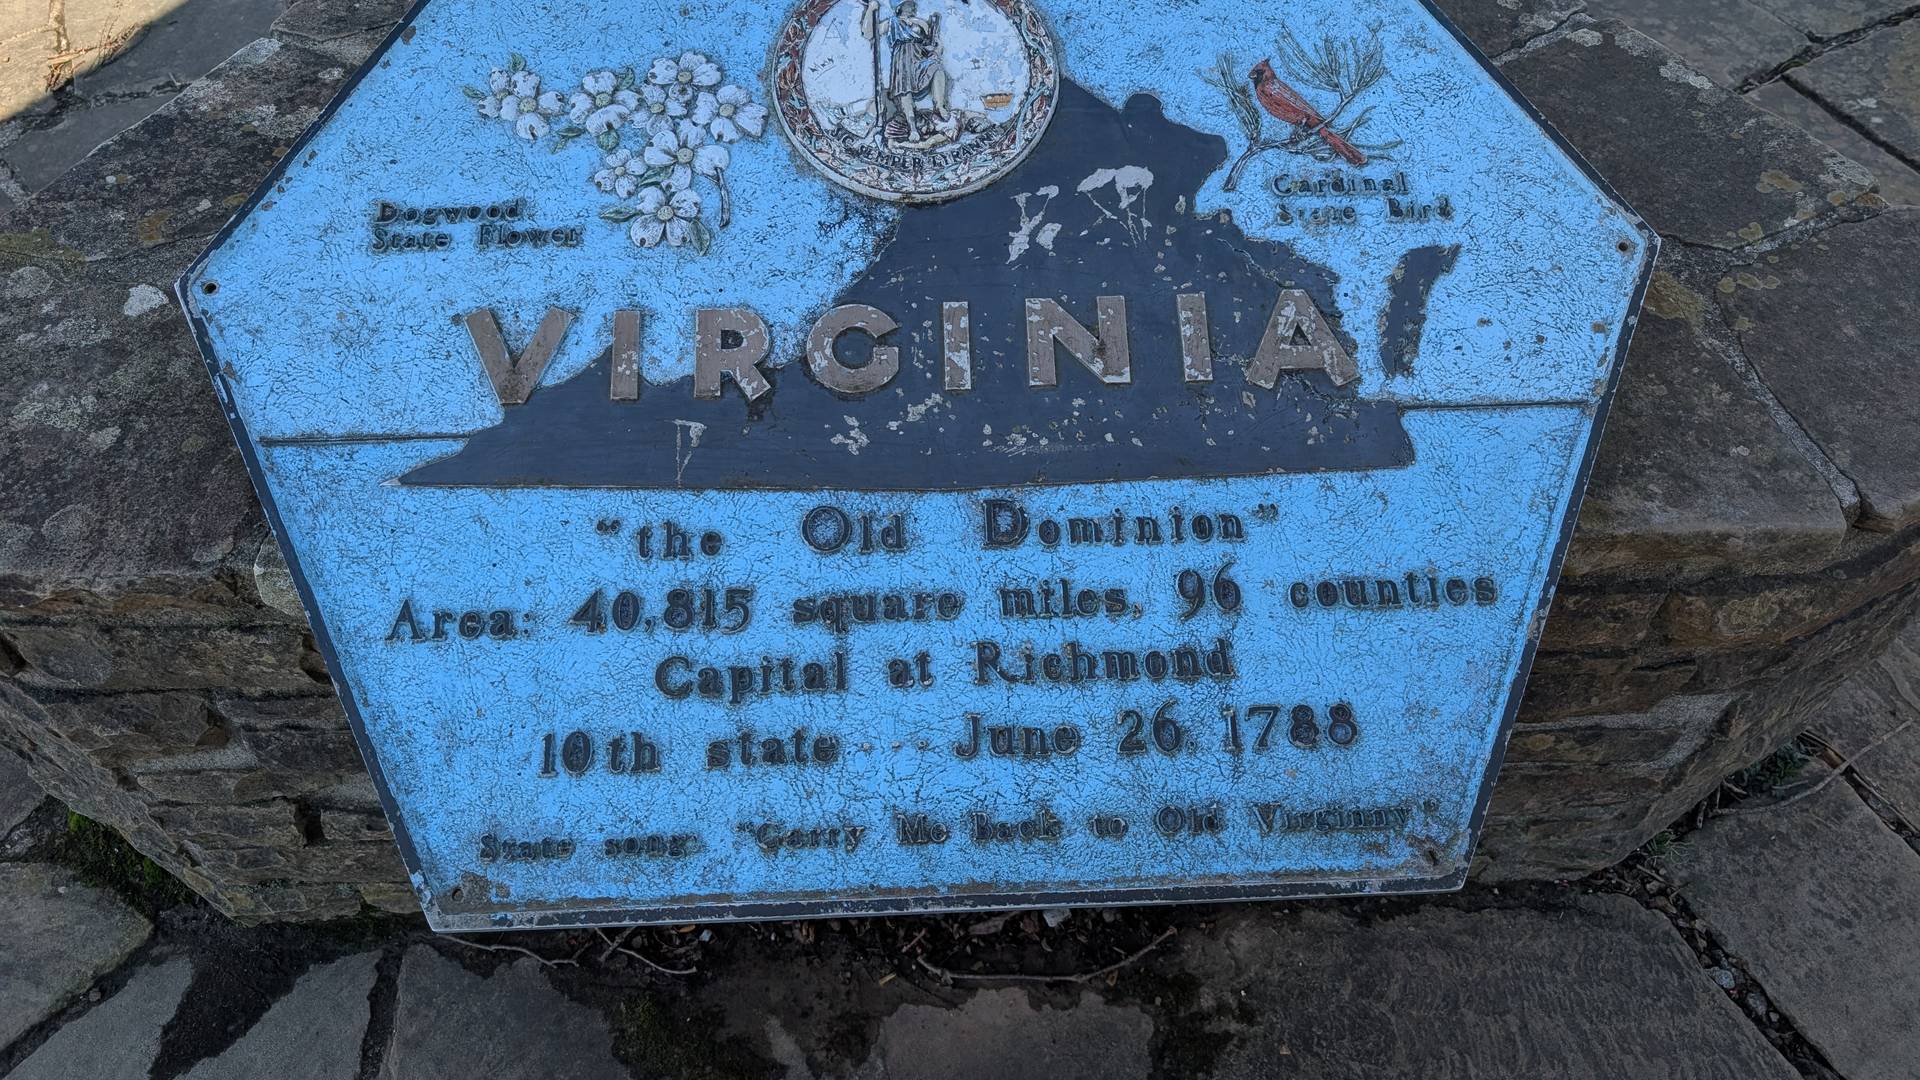 SIC SEMPER TYRANNIS
Dogwood
State Flower
Cardinal
State Bird
VIRGINIA
"the Old Dominion"
Area: 40,815 square miles, 96 counties
Capital at Richmond
10th state --- June 26, 1788
State song: "Carry Me Back to Old Virginny"